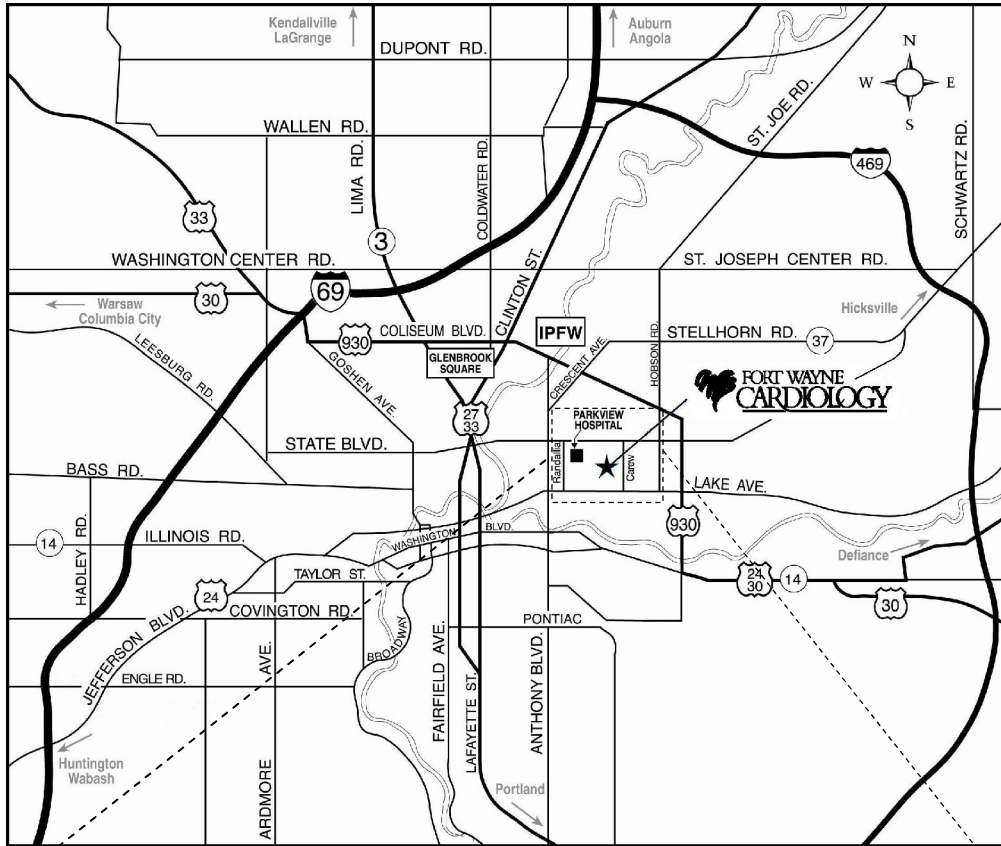 Kendallville
LaGrange
Auburn
Angola
DUPONT RD.
N
W
E
S
WALLEN RD.
LIMA RD.
COLDWATER RD.
ST. JOE RD.
469
SCHWARTZ RD.
33
3
WASHINGTON CENTER RD.
ST. JOSEPH CENTER RD.
69
30
Warsaw
Columbia City
CLINTON ST.
Hicksville
930
COLISEUM BLVD.
IPFW
STELLHORN RD.
37
LEESBURG RD.
GOSHEN AVE.
GLENBROOK
SQUARE
CRESCENT AVE.
HOBSON RD.
FORT WAYNE
CARDIOLOGY
27
33
PARKVIEW
HOSPITAL
STATE BLVD.
Randallia
Carew
BASS RD.
LAKE AVE.
HADLEY RD.
14
ILLINOIS RD.
WASHINGTON
BLVD.
930
Defiance
TAYLOR ST.
24
30
14
24
30
JEFFERSON BLVD.
COVINGTON RD.
PONTIAC
BROADWAY
ENGLE RD.
ARDMORE AVE.
FAIRFIELD AVE.
LAFAYETTE ST.
ANTHONY BLVD.
Huntington
Wabash
Portland